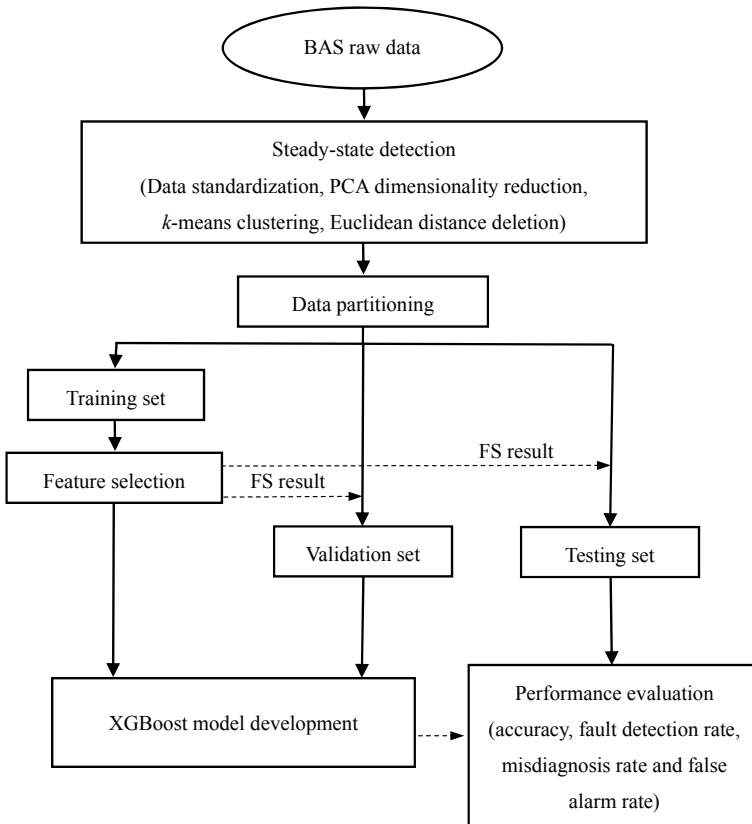 BAS raw data
Steady-state detection
(Data standardization, PCA dimensionality reduction,
k-means clustering, Euclidean distance deletion)
Data partitioning
Training set
Feature selection
FS result
FS result
Validation set
Testing set
XGBoost model development
Performance evaluation
(accuracy, fault detection rate,
misdiagnosis rate and false
alarm rate)